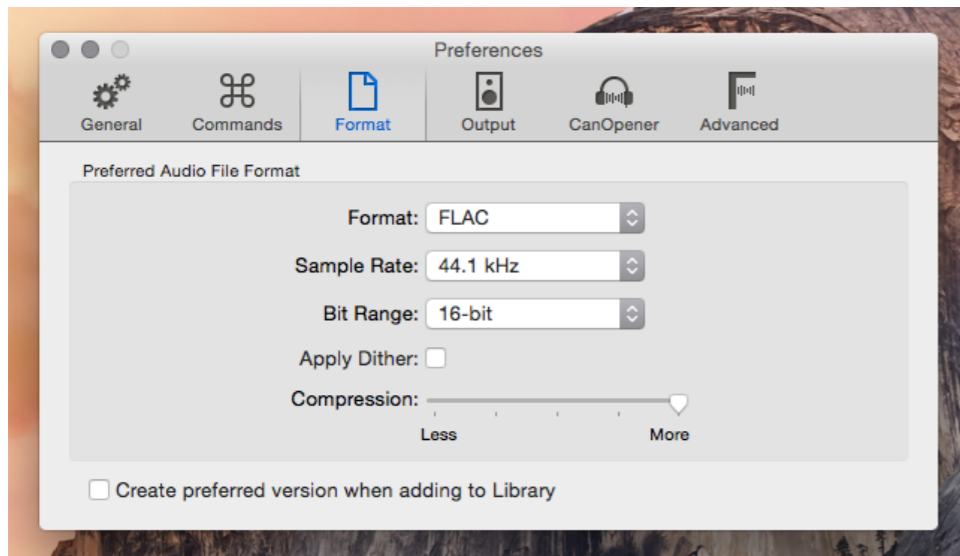 Preferences
General Commands Format Output CanOpener Advanced
Preferred Audio File Format
Format: FLAC
Sample Rate: 44.1 kHz
Bit Range: 16-bit
Apply Dither:
Compression:
Less More
Create preferred version when adding to Library